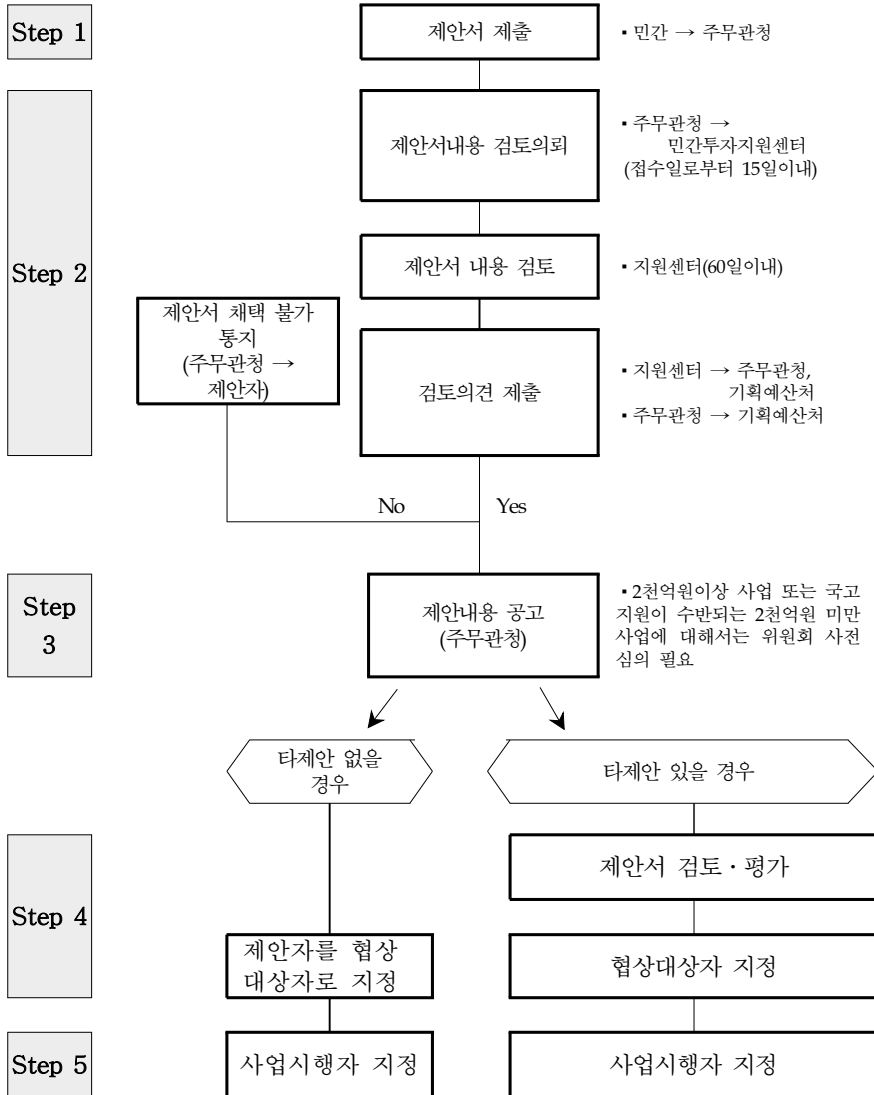 Step 1
제안서 제출
▪ 민간 → 주무관청
Step 2
제안서내용 검토의뢰
▪ 주무관청 →
민간투자지원센터
(접수일로부터 15일이내)
제안서 내용 검토
▪ 지원센터(60일이내)
제안서 채택 불가
통지
(주무관청 →
제안자)
검토의견 제출
▪ 지원센터 → 주무관청,
기획예산처
▪ 주무관청 → 기획예산처
No
Yes
Step
3
제안내용 공고
(주무관청)
▪ 2천억원이상 사업 또는 국고
지원이 수반되는 2천억원 미만
사업에 대해서는 위원회 사전
심의 필요
타제안 없을
경우
타제안 있을 경우
Step 4
제안서 검토·평가
제안자를 협상
대상자로 지정
협상대상자 지정
Step 5
사업시행자 지정
사업시행자 지정